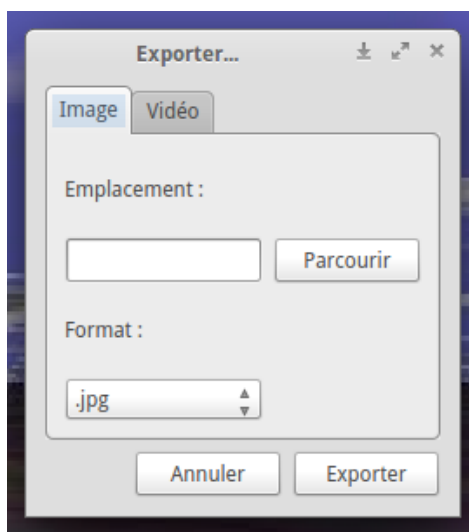 Exporter...
Image Vidéo
Emplacement :
Parcourir
Format :
.jpg
Annuler Exporter